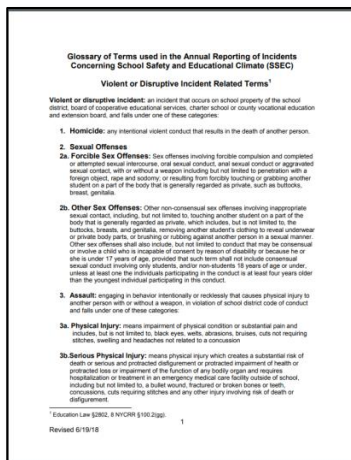 Glossary of Terms used in the Annual Reporting of Incidents
Concerning School Safety and Educational Climate (SSEC)
Violent or Disruptive Incident Related Terms1
Violent or disruptive incident: an incident that occurs on school property of the school
district, board of cooperative educational services, charter school or county vocational education
and extension board, and falls under one of these categories:
1. Homicide: any intentional violent conduct that results in the death of another person.
2. Sexual Offenses
2a. Forcible Sex Offenses: Sex offenses involving forcible compulsion and completed
or attempted sexual intercourse, oral sexual conduct, anal sexual conduct or aggravated
sexual contact, with or without a weapon including but not limited to penetration with a
foreign object, rape and sodomy, or resulting from forcibly touching or grabbing another
student on a part of the body that is generally regarded as private, such as buttocks,
breast, genitalia.
2b. Other Sex Offenses: Other non-consensual sex offenses involving inappropriate
sexual contact, including, but limited to, touching another student on a part of the
body that is generally regarded as private, which includes, but is not limited to, the
buttocks, breasts, and genitalia, removing another student's clothing to reveal underwear
or private body parts, or brushing or rubbing against another person in a sexual manner.
Other sex offenses shall also include, but not limited to conduct that may be consensual
or involve a child who is incapable of consent by reason of disability or because he or
she is under 17 years of age, provided that such term shall not include consensual
sexual conduct involving only students, and/or non-students 18 years of age or under,
unless at least one the individuals participating in the conduct is at least four years older
than the youngest individual participating in this conduct.
3. Assault: engaging in behavior intentionally or recklessly that causes physical injury to
another person with or without a weapon, in violation of school district code of conduct
and falls under one of these categories:
3a. Physical Injury: means impairment of physical condition or substantial pain and
includes, but is not limited to, black eyes, welts, abrasions, bruises, cuts not requiring
stitches, swelling and headaches not related to a concussion
3b.Serious Physical Injury: means physical injury which creates a substantial risk of
death or serious and protracted disfigurement or protracted impairment of health or
protracted loss or impairment of the function of any bodily organ and requires
hospitalization or treatment in an emergency medical care facility outside of school,
including but not limited to, a bullet wound, fractured or broken bones or teeth,
concussions, cuts requiring stitches and any other injury involving risk of death or
disfigurement.
1 Education Law §2802, 8 NYCRR §100.2(gg).
1
Revised 6/19/18